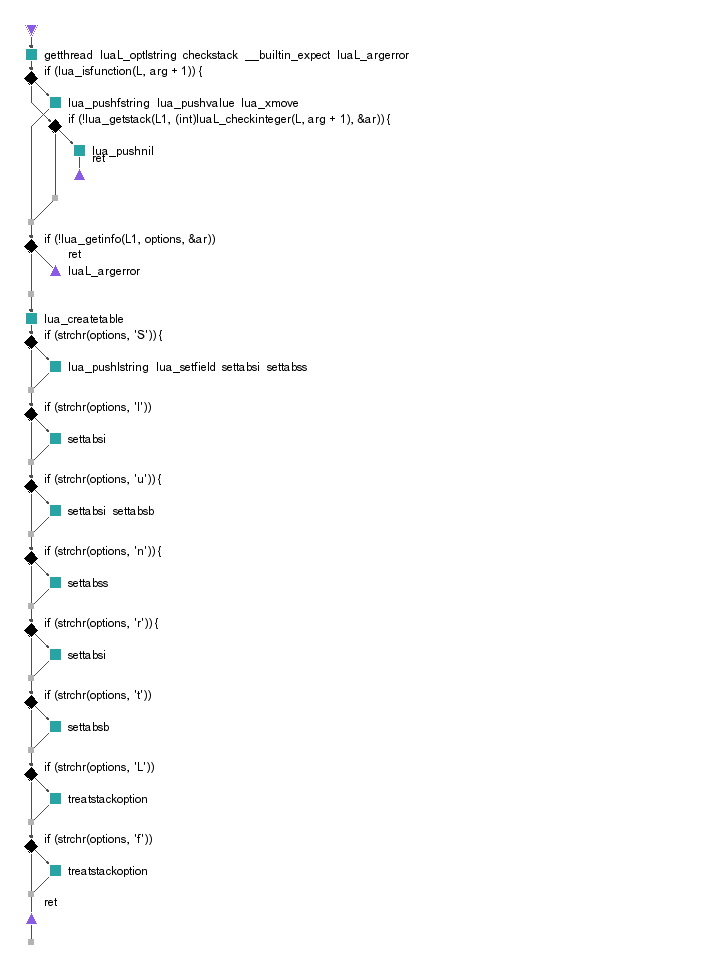 getthread luaL_optlstring checkstack __builtin_expect luaL_argerror
if (lua_isfunction(L, arg + 1)) {
lua_pushfstring lua_pushvalue lua_xmove
if (!lua_getstack(L1, (int)luaL_checkinteger(L, arg + 1), &ar)) {
lua_pushnil
ret
if (!lua_getinfo(L1, options, &ar))
ret
luaL_argerror
lua_createtable
if (strchr(options, 'S')) {
lua_pushlstring lua_setfield settabsi settabss
if (strchr(options, 'l'))
settabsi
if (strchr(options, 'u')) {
settabsi settabsb
if (strchr(options, 'n')) {
settabss
if (strchr(options, 'r')) {
settabsi
if (strchr(options, 't'))
settabsb
if (strchr(options, 'L'))
treatstackoption
if (strchr(options, 'f'))
treatstackoption
ret